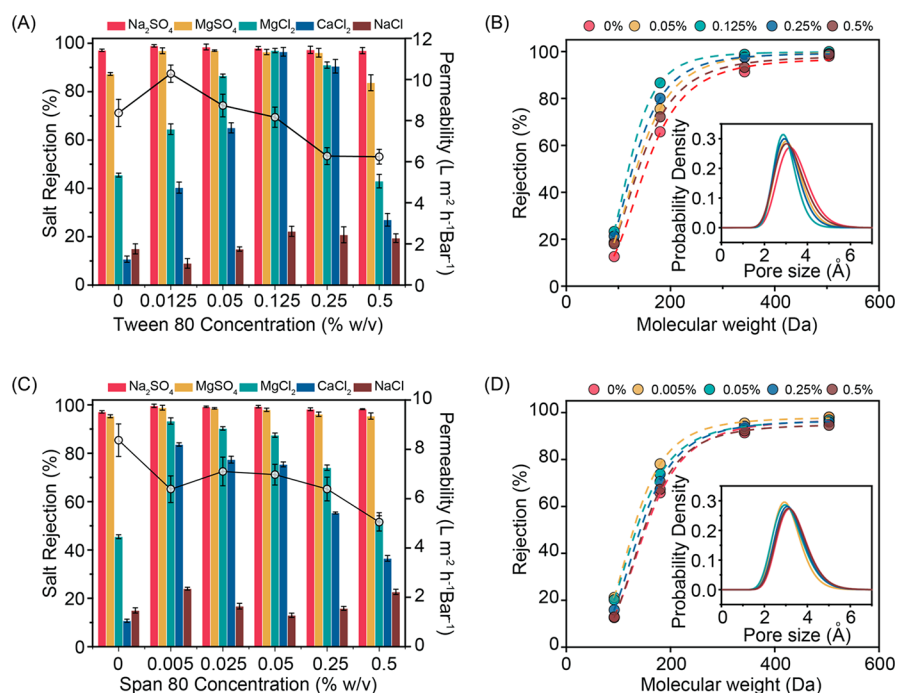 (A)
Na₂SO₄ MgSO₄ MgCl₂ CaCl₂ NaCl
Salt Rejection (%)
100
80
60
40
20
0
12
10
8
6
4
2
0
Permeability (L m⁻² h⁻¹Bar⁻¹)
0 0.0125 0.05 0.125 0.25 0.5
Tween 80 Concentration (% w/v)
(B)
0% 0.05% 0.125% 0.25% 0.5%
Rejection (%)
100
80
60
40
20
0
Probability Density
0.3
0.2
0.1
0.0
0 2 4 6
Pore size (Å)
0 200 400 600
Molecular weight (Da)
(C)
Na₂SO₄ MgSO₄ MgCl₂ CaCl₂ NaCl
Salt Rejection (%)
100
80
60
40
20
0
10
8
6
4
2
0
Permeability (L m⁻² h⁻¹Bar⁻¹)
0 0.005 0.025 0.05 0.25 0.5
Span 80 Concentration (% w/v)
(D)
0% 0.005% 0.05% 0.25% 0.5%
Rejection (%)
100
80
60
40
20
0
Probability Density
0.3
0.2
0.1
0.0
0 2 4 6
Pore size (Å)
0 200 400 600
Molecular weight (Da)